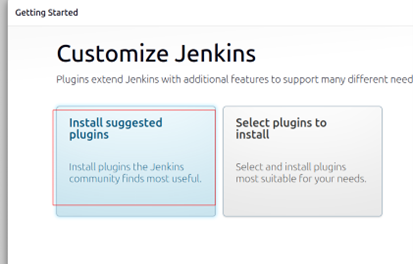 Getting Started
Customize Jenkins
Plugins extend Jenkins with additional features to support many different need
Install suggested
plugins
Install plugins the Jenkins
community finds most useful.
Select plugins to
install
Select and install plugins
most suitable for your needs.